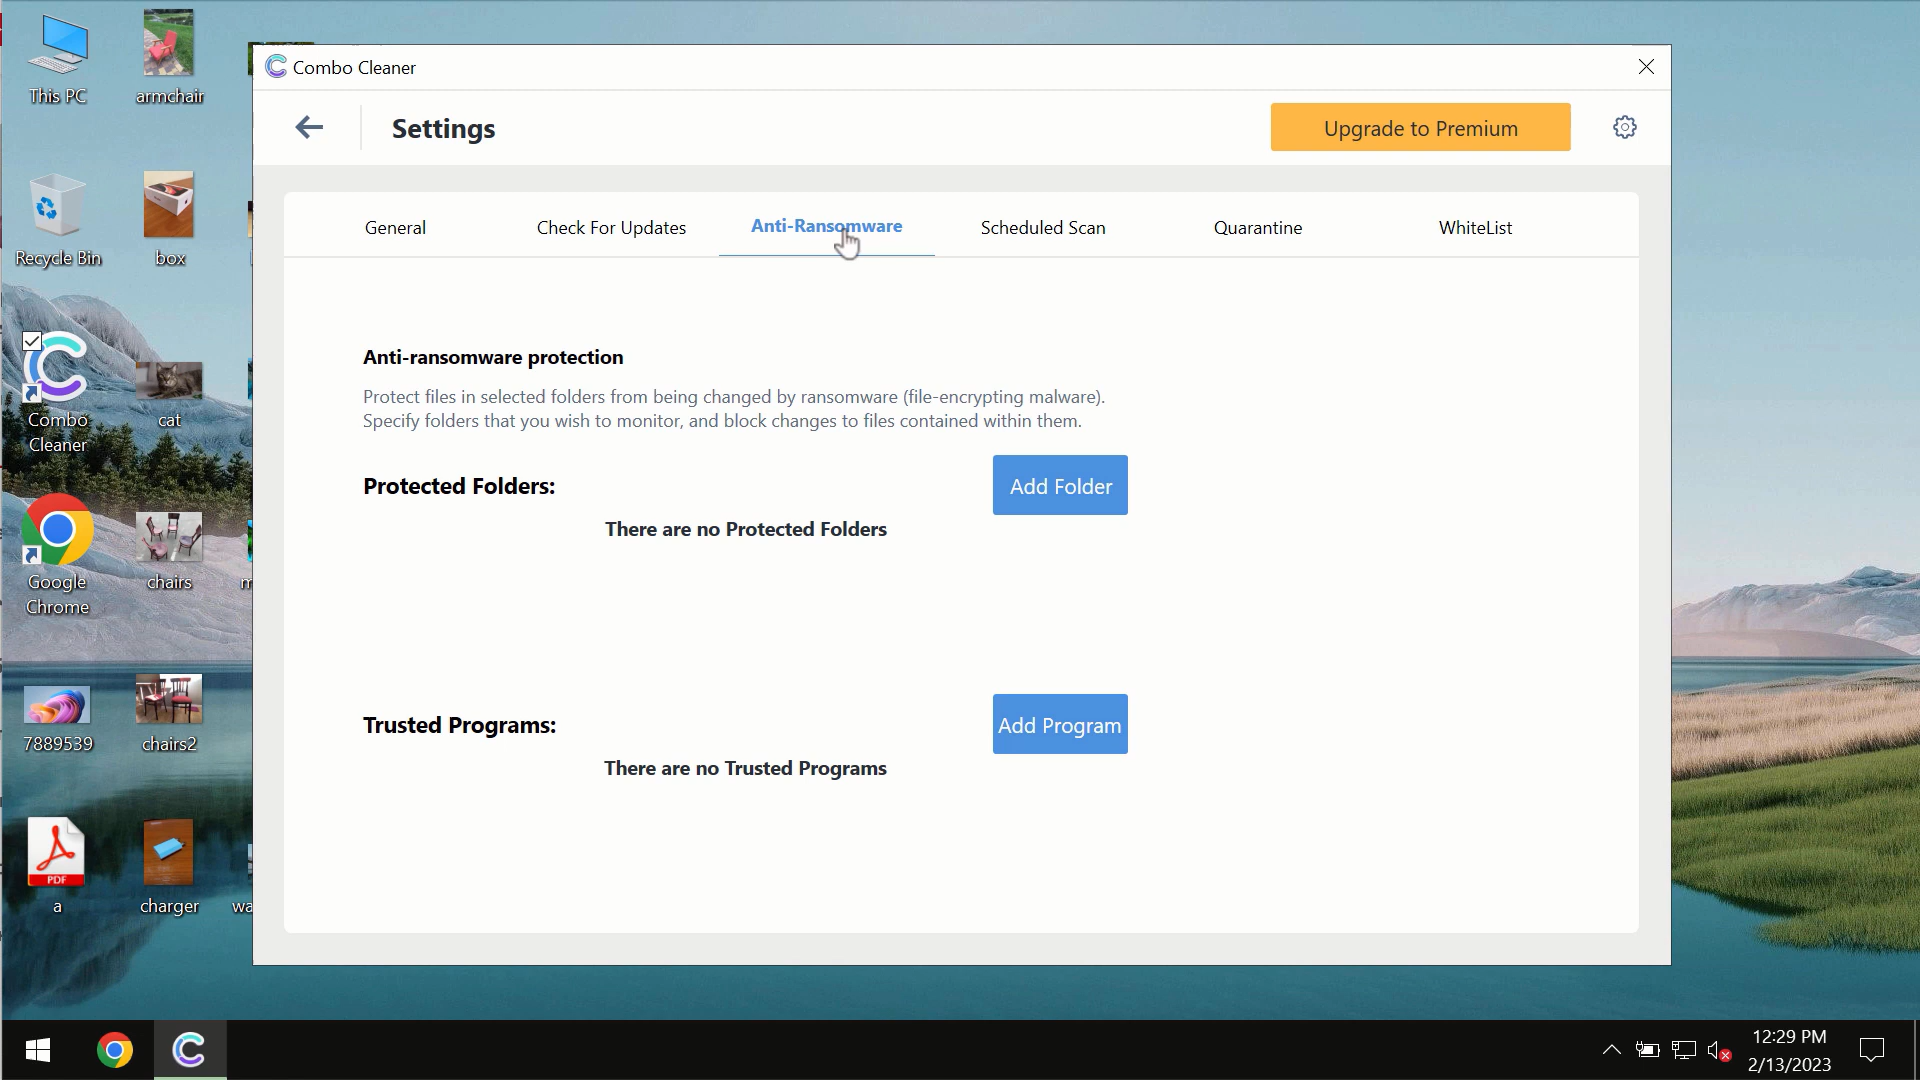 This PC
armchair
Recycle Bin
box
Combo
Cleaner
cat
Google
Chrome
chairs
7889539
chairs2
PDF
a
charger
wa
Combo Cleaner
Settings
Upgrade to Premium
General
Check For Updates
Anti-Ransomware
Scheduled Scan
Quarantine
WhiteList
Anti-ransomware protection
Protect files in selected folders from being changed by ransomware (file-encrypting malware).
Specify folders that you wish to monitor, and block changes to files contained within them.
Protected Folders:
Add Folder
There are no Protected Folders
Trusted Programs:
Add Program
There are no Trusted Programs
12:29 PM
2/13/2023